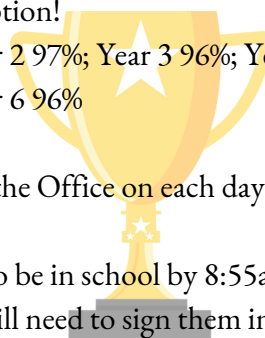 ption!
2 97%; Year 3 96%; Y
6 96%
the Office on each day
o be in school by 8:55a
ill need to sign them in